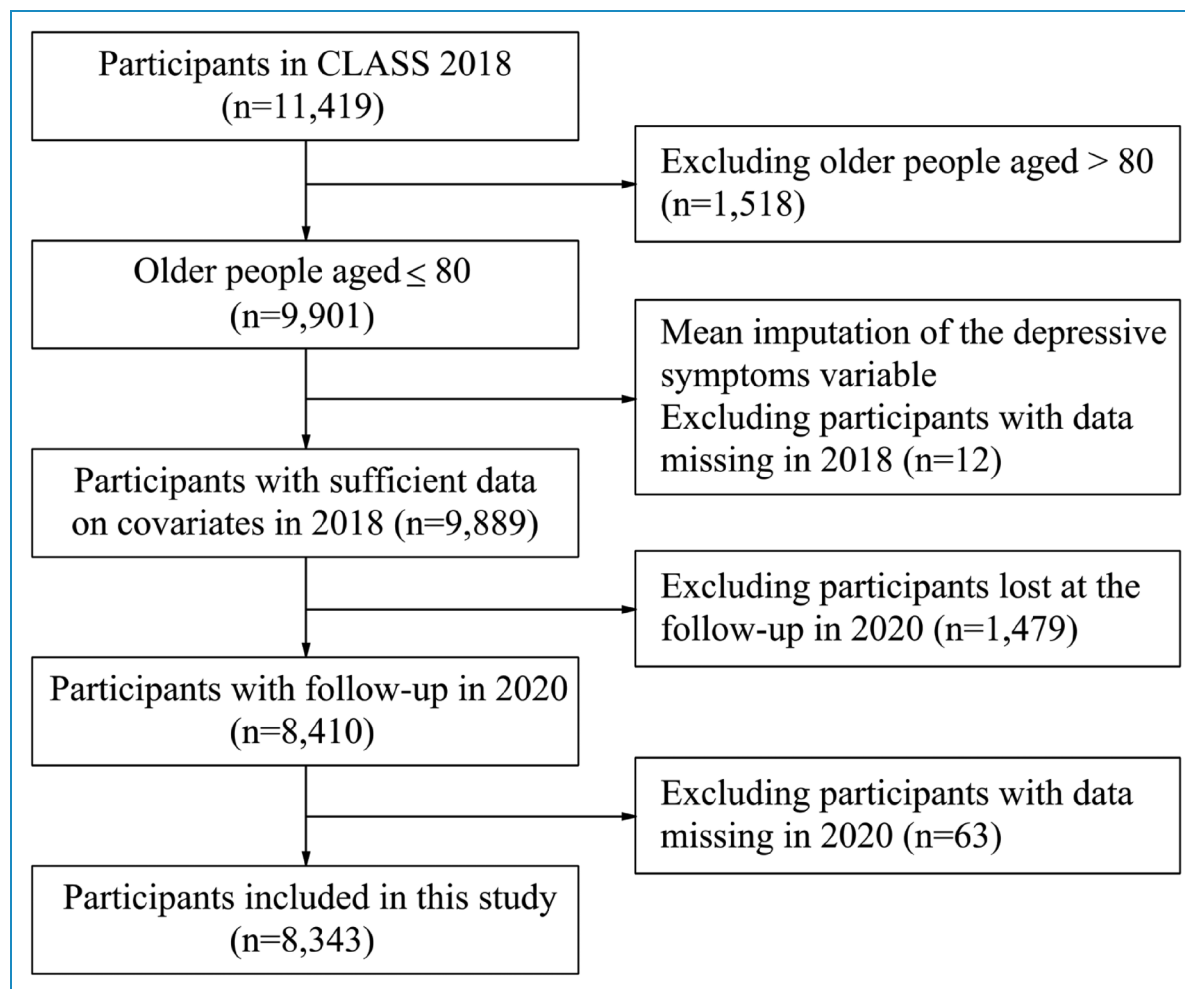 Participants in CLASS 2018
(n=11,419)
Excluding older people aged > 80
(n=1,518)
Older people aged ≤ 80
(n=9,901)
Mean imputation of the depressive
symptoms variable
Excluding participants with data
missing in 2018 (n=12)
Participants with sufficient data
on covariates in 2018 (n=9,889)
Excluding participants lost at the
follow-up in 2020 (n=1,479)
Participants with follow-up in 2020
(n=8,410)
Excluding participants with data
missing in 2020 (n=63)
Participants included in this study
(n=8,343)